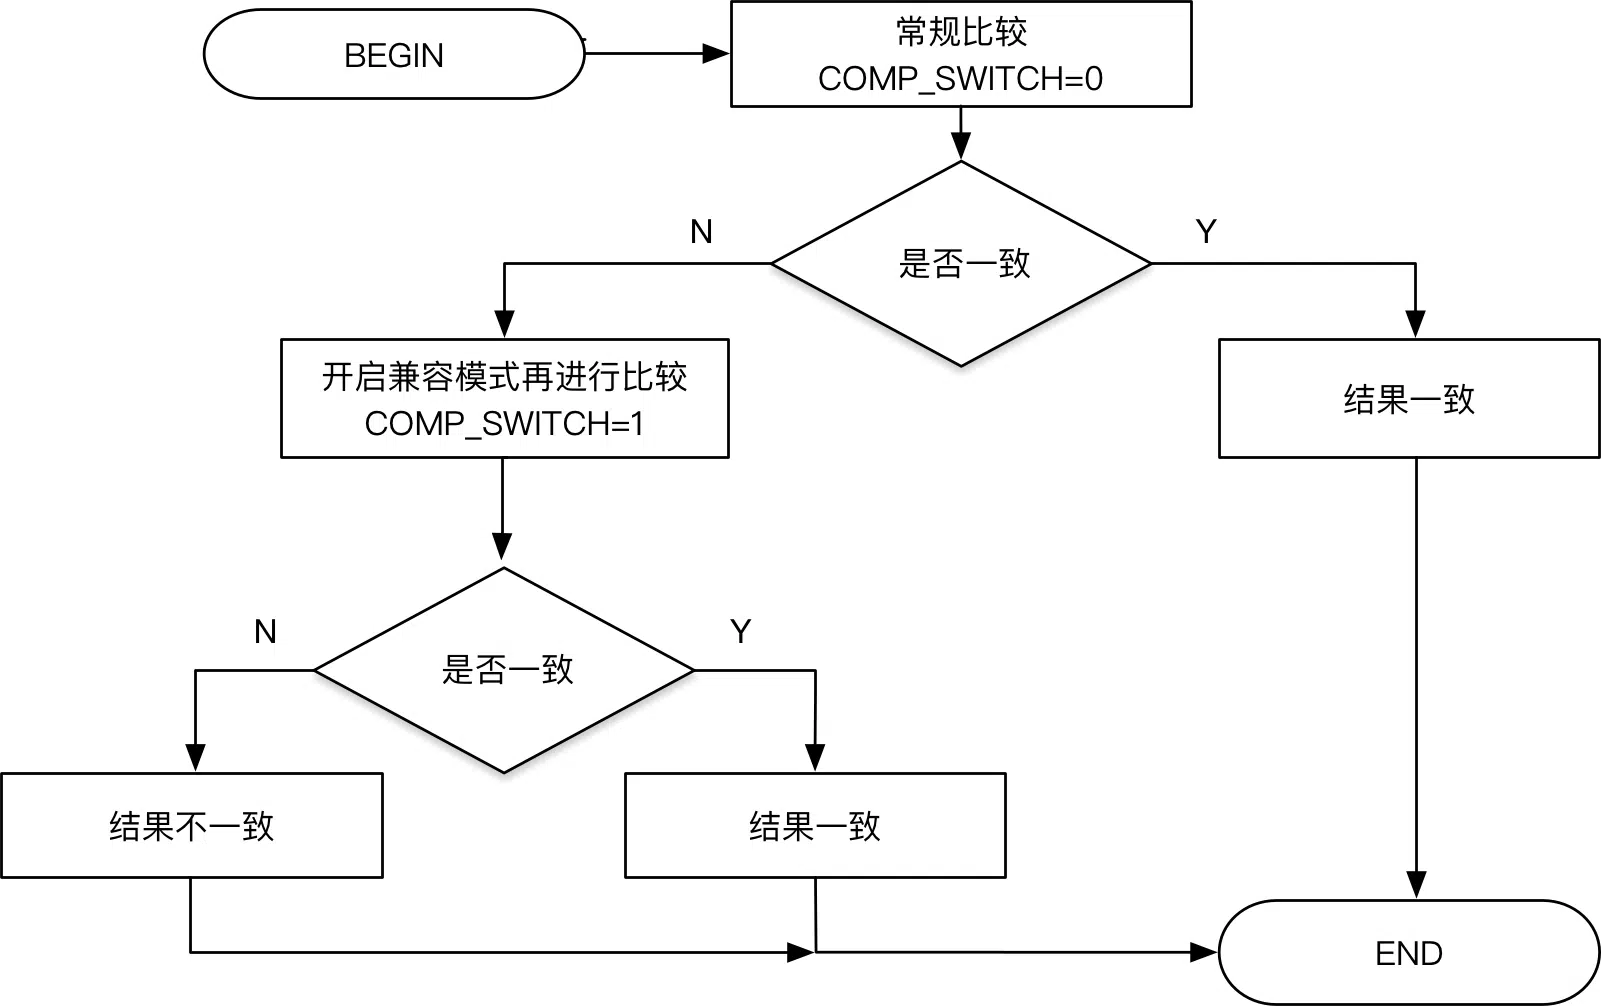 BEGIN
常规比较
COMP_SWITCH=0
N
Y
是否一致
开启兼容模式再进行比较
COMP_SWITCH=1
结果一致
N
Y
是否一致
结果不一致
结果一致
END